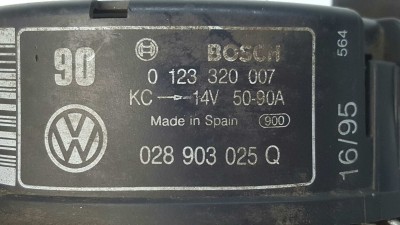 90
BOSCH
0 123 320 007
KC → 14V 50-90A
Made in Spain 900
028 903 025 Q
16/95
564